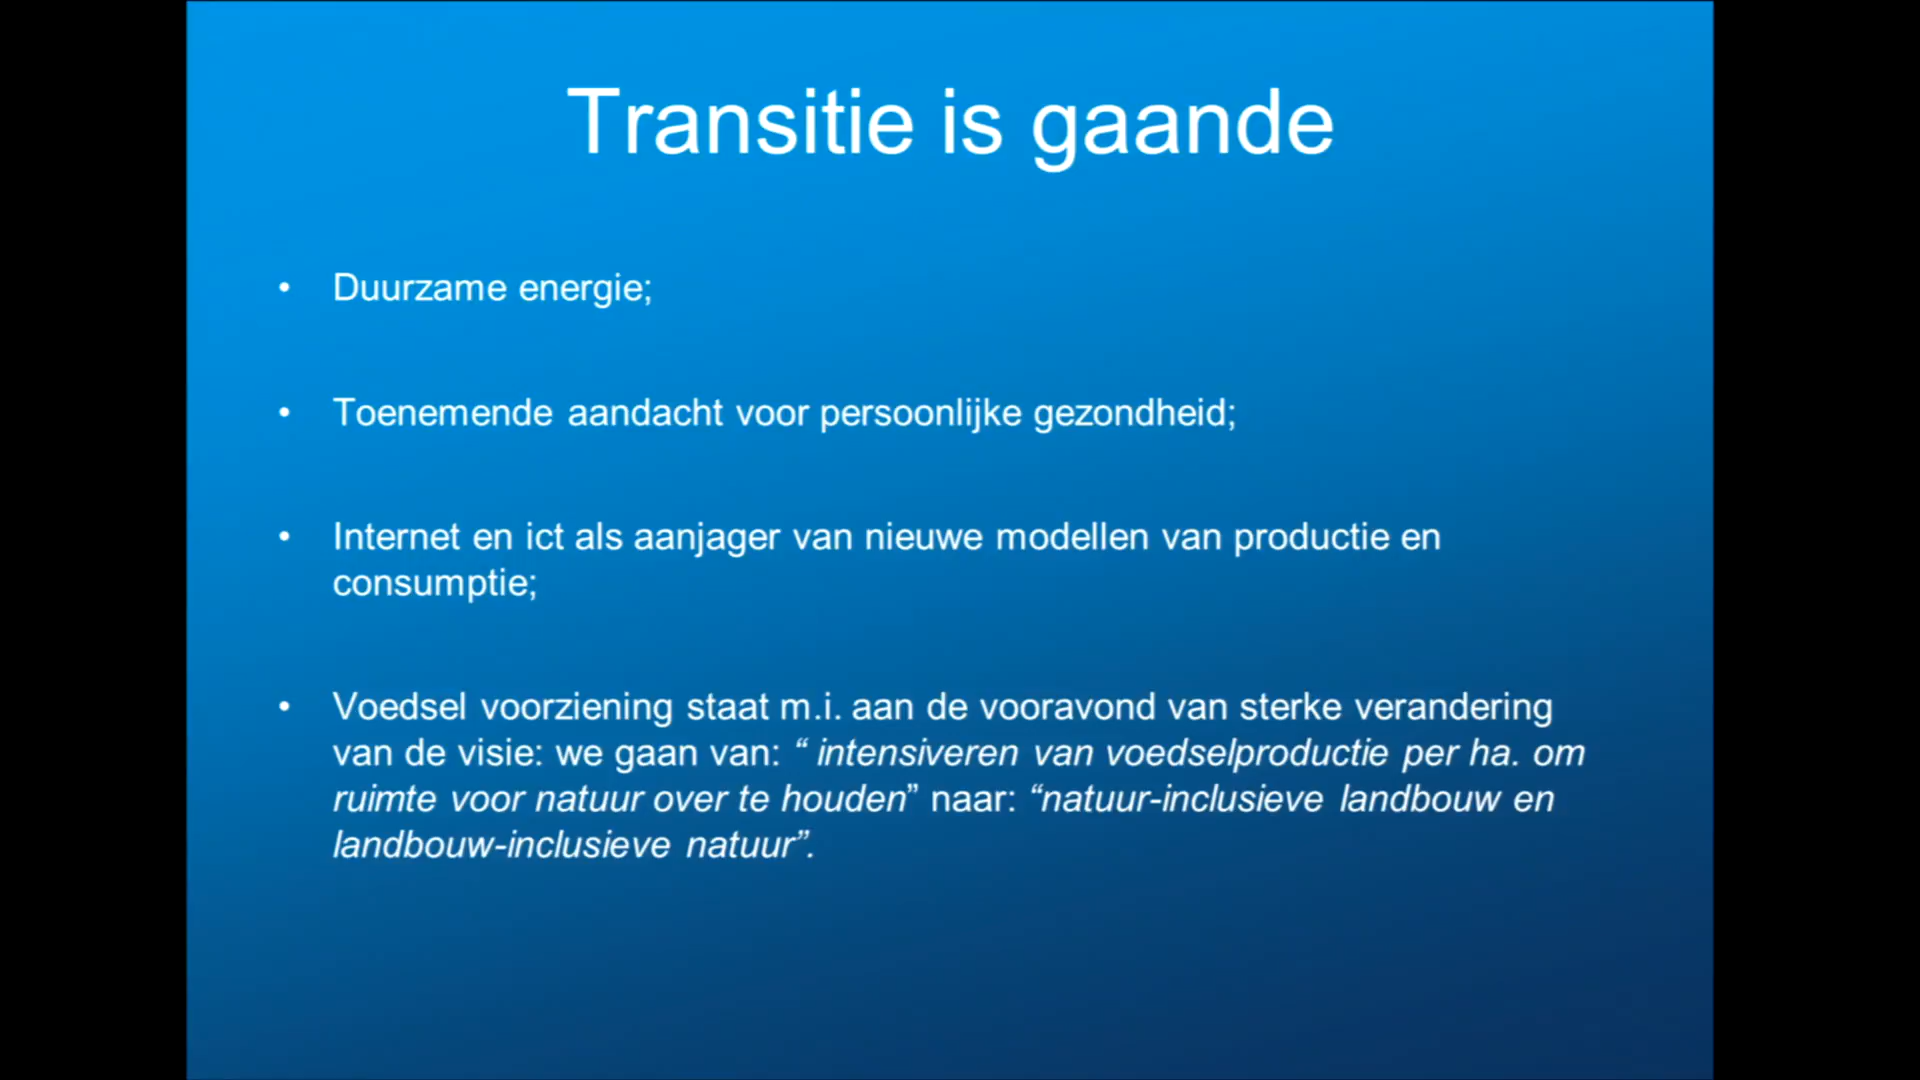 Transitie is gaande
• Duurzame energie;
• Toenemende aandacht voor persoonlijke gezondheid;
• Internet en ict als aanjager van nieuwe modellen van productie en
consumptie;
• Voedsel voorziening staat m.i. aan de vooravond van sterke verandering
van de visie: we gaan van: “ intensiveren van voedselproductie per ha. om
ruimte voor natuur over te houden” naar: “natuur-inclusieve landbouw en
landbouw-inclusieve natuur”.